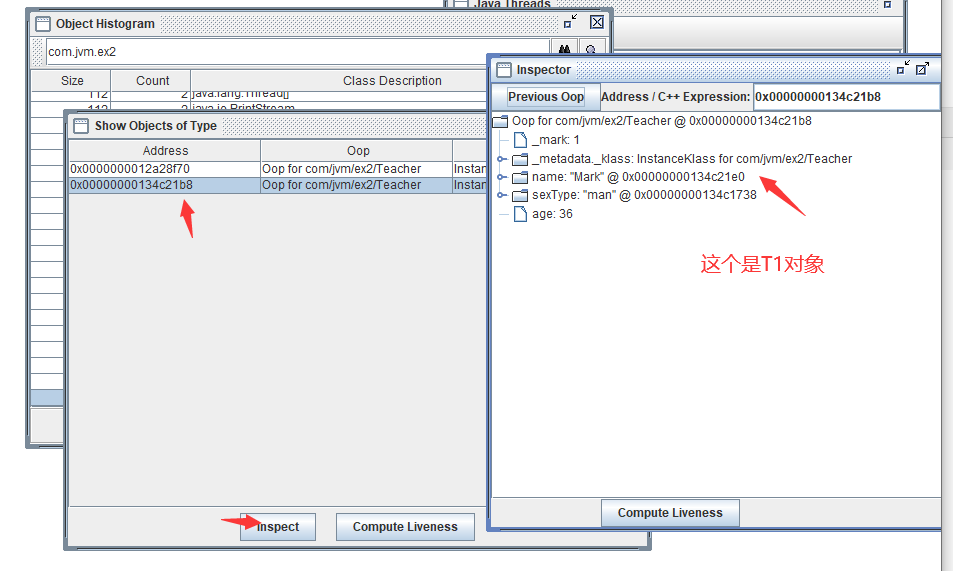 Java Threads
Object Histogram
com.jvm.ex2
Size Count Class Description
112 2 java.lang.Thread[]
112 2 java.io.PrintStream
Show Objects of Type
Address Oop
0x0000000012a28f70 Oop for com/jvm/ex2/Teacher Instan
0x00000000134c21b8 Oop for com/jvm/ex2/Teacher Instan
Inspect Compute Liveness
Inspector
Previous Oop Address / C++ Expression: 0x00000000134c21b8
Oop for com/jvm/ex2/Teacher @ 0x00000000134c21b8
_mark: 1
_metadata._klass: InstanceKlass for com/jvm/ex2/Teacher
name: "Mark" @ 0x00000000134c21e0
sexType: "man" @ 0x00000000134c1738
age: 36
这个是T1对象
Compute Liveness